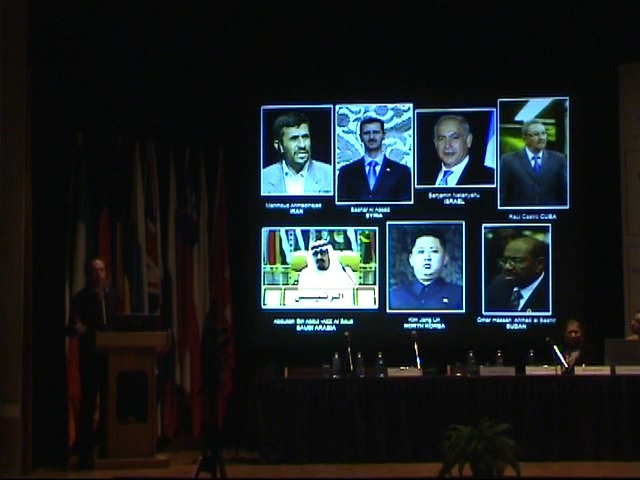 Mahmoud Ahmadinejad
IRAN
Bashar Al Assad
SYRIA
Benjamin Netanyahu
ISRAEL
Raul Castro CUBA
الرئيس
Abdullah Bin Abdul Aziz Al Saud
SAUDI ARABIA
Kim Jong Un
NORTH KOREA
Omar Hassan Ahmad al Bashir
SUDAN